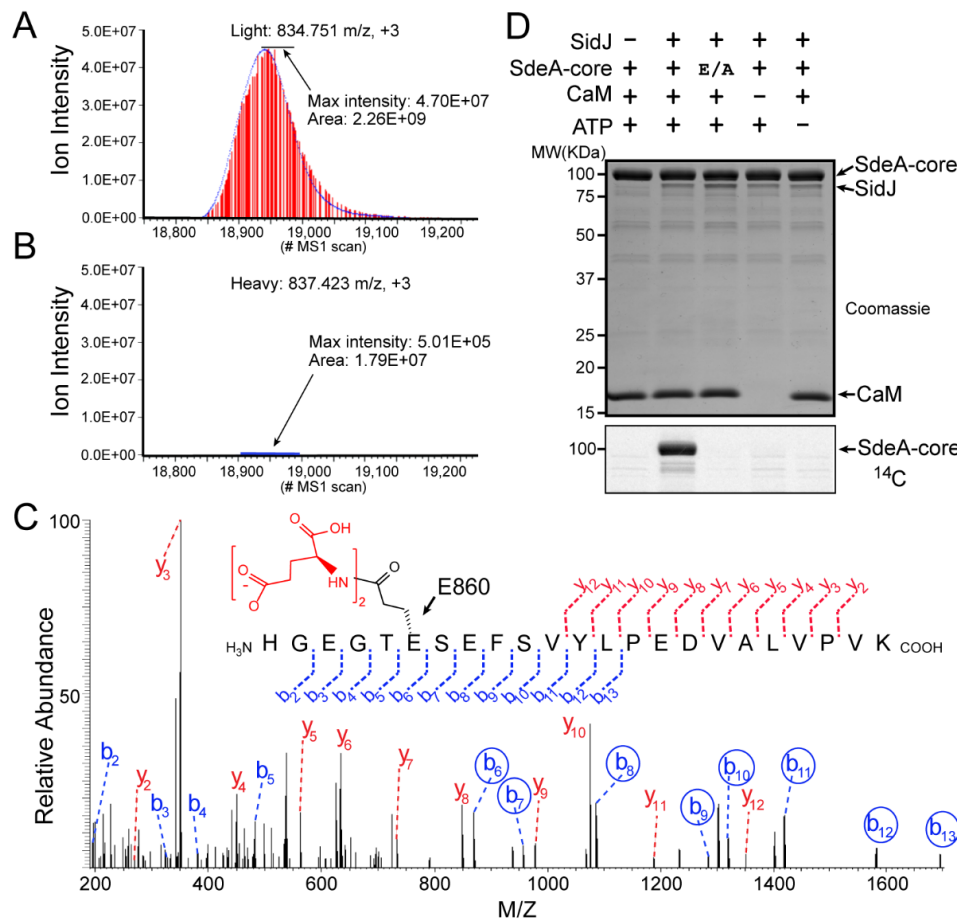 A
Light: 834.751 m/z, +3
Max intensity: 4.70E+07
Area: 2.26E+09
Ion Intensity
5.0E+07
4.0E+07
3.0E+07
2.0E+07
1.0E+07
0.0E+00
18,800 18,900 19,000 19,100 19,200
(# MS1 scan)
B
Heavy: 837.423 m/z, +3
Max intensity: 5.01E+05
Area: 1.79E+07
Ion Intensity
5.0E+07
4.0E+07
3.0E+07
2.0E+07
1.0E+07
0.0E+00
18,800 18,900 19,000 19,100 19,200
(# MS1 scan)
D
SidJ – + + + +
SdeA-core + + E/A + +
CaM + + + – +
ATP + + + + –
MW(KDa)
100
75
50
37
25
20
15
SdeA-core
SidJ
Coomassie
CaM
100
SdeA-core
14C
C
Relative Abundance
100
50
O
OH
O
-
O
HN
2
O
E860
y12 y11 y10 y9 y8 y7 y6 y5 y4 y3 y2
H3N H G E G T E S E F S V Y L P E D V A L V P V K COOH
b2 b3 b4 b5 b6 b7 b8 b9 b10 b11 b12 b13
y3
b2 y2 b3 b4 y4 b5 y5 y6 y7 y8 b6 b7 y9 y10 b8 y11 b9 b10 y12 b11 b12 b13
200 400 600 800 1000 1200 1400 1600
M/Z